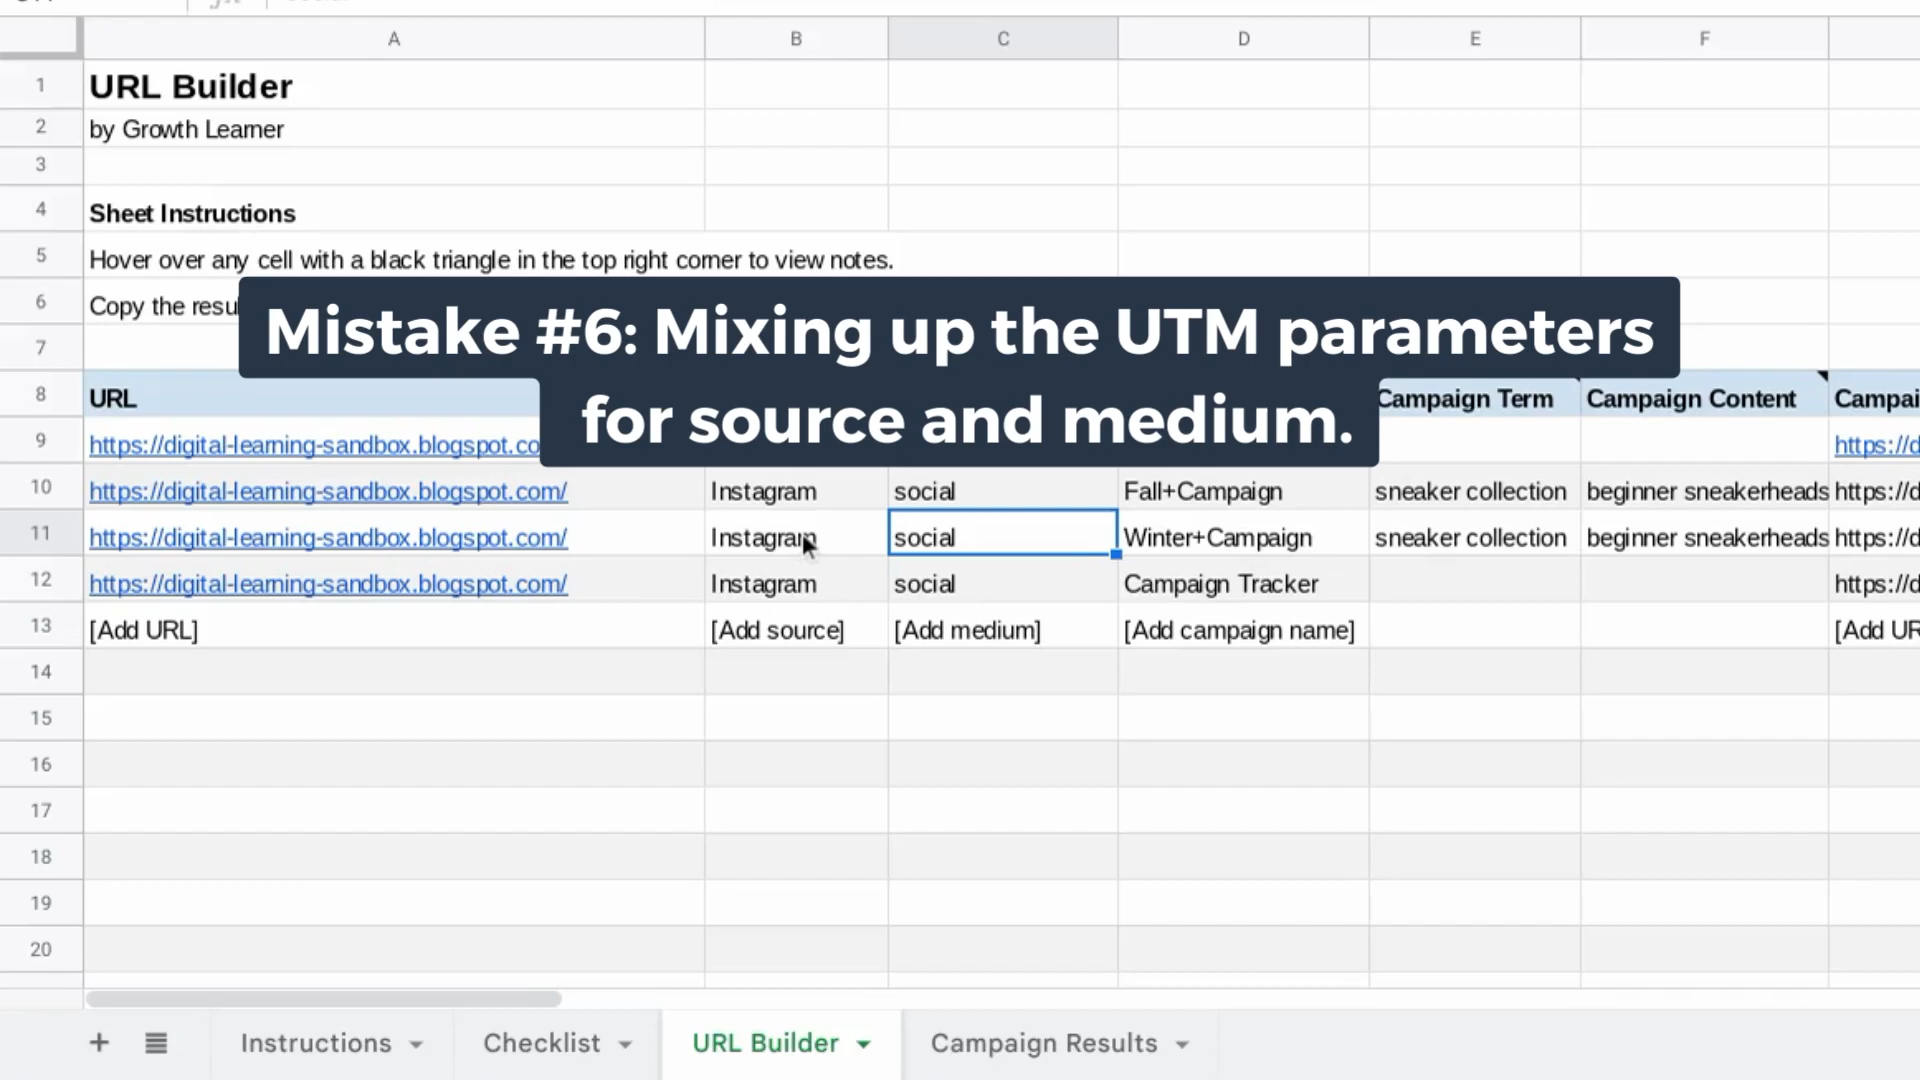 A B C D E F
1 URL Builder
2 by Growth Learner
3
4 Sheet Instructions
5 Hover over any cell with a black triangle in the top right corner to view notes.
6 Copy the resu
Mistake #6: Mixing up the UTM parameters
for source and medium.
7
8 URL Campaign Term Campaign Content Campai
9 https://digital-learning-sandbox.blogspot.co https://d
10 https://digital-learning-sandbox.blogspot.com/ Instagram social Fall+Campaign sneaker collection beginner sneakerheads https://d
11 https://digital-learning-sandbox.blogspot.com/ Instagram social Winter+Campaign sneaker collection beginner sneakerheads https://d
12 https://digital-learning-sandbox.blogspot.com/ Instagram social Campaign Tracker https://d
13 [Add URL] [Add source] [Add medium] [Add campaign name] [Add UR
14
15
16
17
18
19
20
+ Instructions Checklist URL Builder Campaign Results